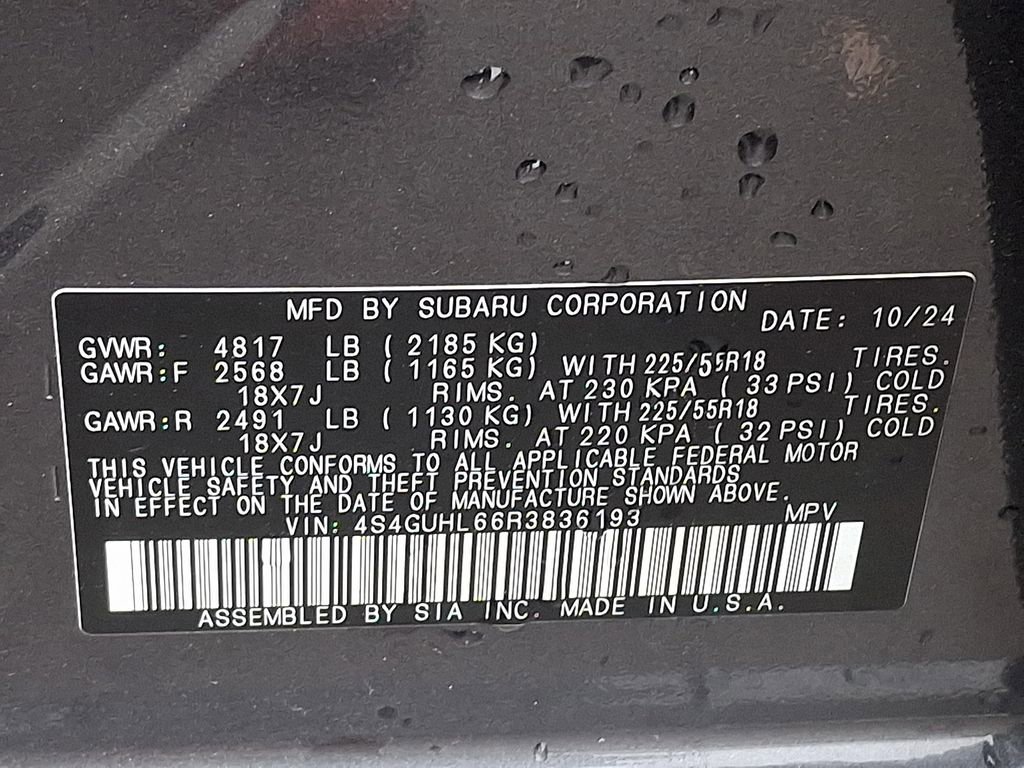 MFD BY SUBARU CORPORATION
DATE: 10/24
GVWR: 4817 LB ( 2185 KG)
GAWR:F 2568 LB ( 1165 KG) WITH 225/55R18 TIRES.
18X7J RIMS. AT 230 KPA ( 33 PSI) COLD
GAWR:R 2491 LB ( 1130 KG) WITH 225/55R18 TIRES.
18X7J RIMS. AT 220 KPA ( 32 PSI) COLD
THIS VEHICLE CONFORMS TO ALL APPLICABLE FEDERAL MOTOR
VEHICLE SAFETY AND THEFT PREVENTION STANDARDS
IN EFFECT ON THE DATE OF MANUFACTURE SHOWN ABOVE.
VIN: 4S4GUHL66R3836193 MPV
ASSEMBLED BY SIA INC. MADE IN U.S.A.